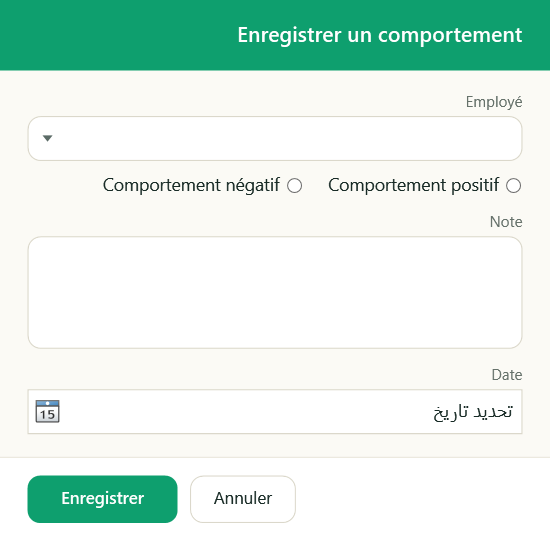 Enregistrer un comportement
Employé
Comportement positif
Comportement négatif
Note
Date
تحديد تاريخ
15
Enregistrer
Annuler